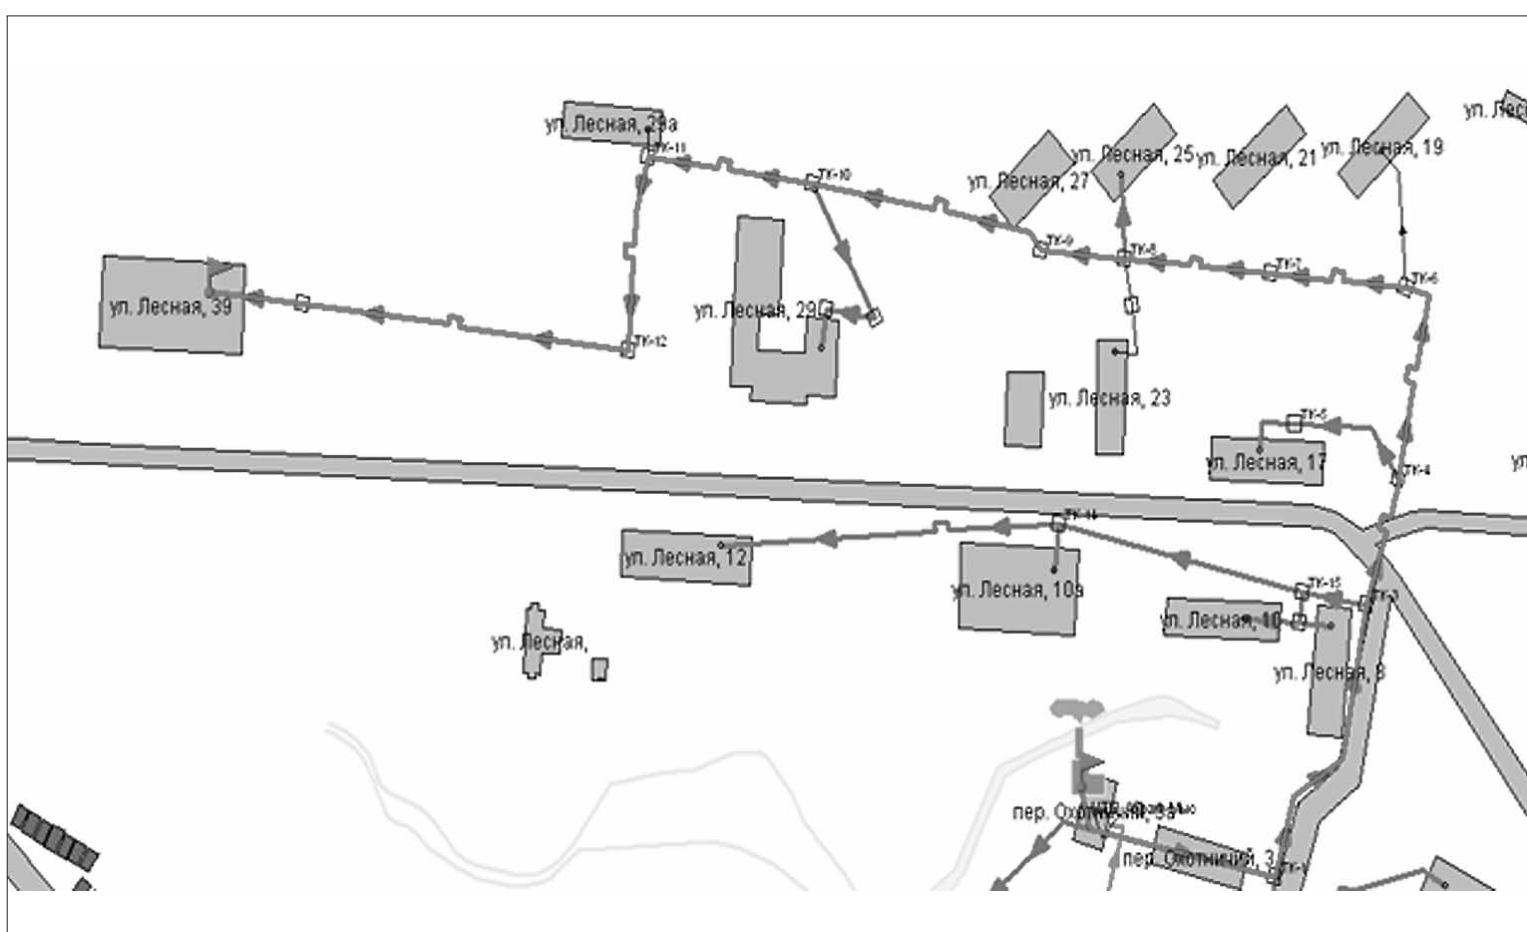 ул. Лесная, 29а
ТК-11
ТК-10
ул. Лесная, 27
ул. Лесная, 25
ул. Лесная, 21
ул. Лесная, 19
ТК-9
ТК-8
ТК-7
ТК-6
ул. Лесная, 39
ТК-12
ул. Лесная, 29
ул. Лесная, 23
ТК-5
ул. Лесная, 17
ТК-4
ул. Лесная, 12
ул. Лесная, 10а
ТК-15
ТК-3
ул. Лесная, 10
ул. Лесная,
ул. Лесная, 8
пер. Охотничий, 3а
пер. Охотничий, 3
ТК-1